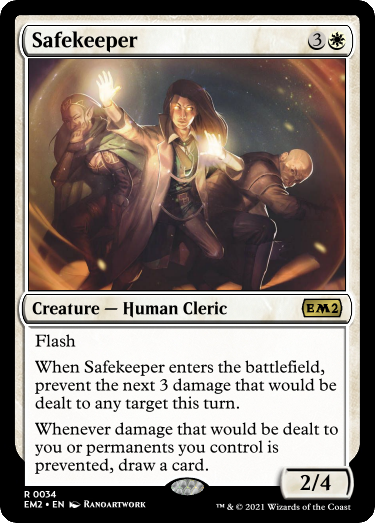 Safekeeper 3
Creature — Human Cleric EM2
Flash
When Safekeeper enters the battlefield,
prevent the next 3 damage that would be
dealt to any target this turn.
Whenever damage that would be dealt to
you or permanents you control is
prevented, draw a card.
2/4
R 0034
EM2 • EN Ranoartwork ™ & © 2021 Wizards of the Coast